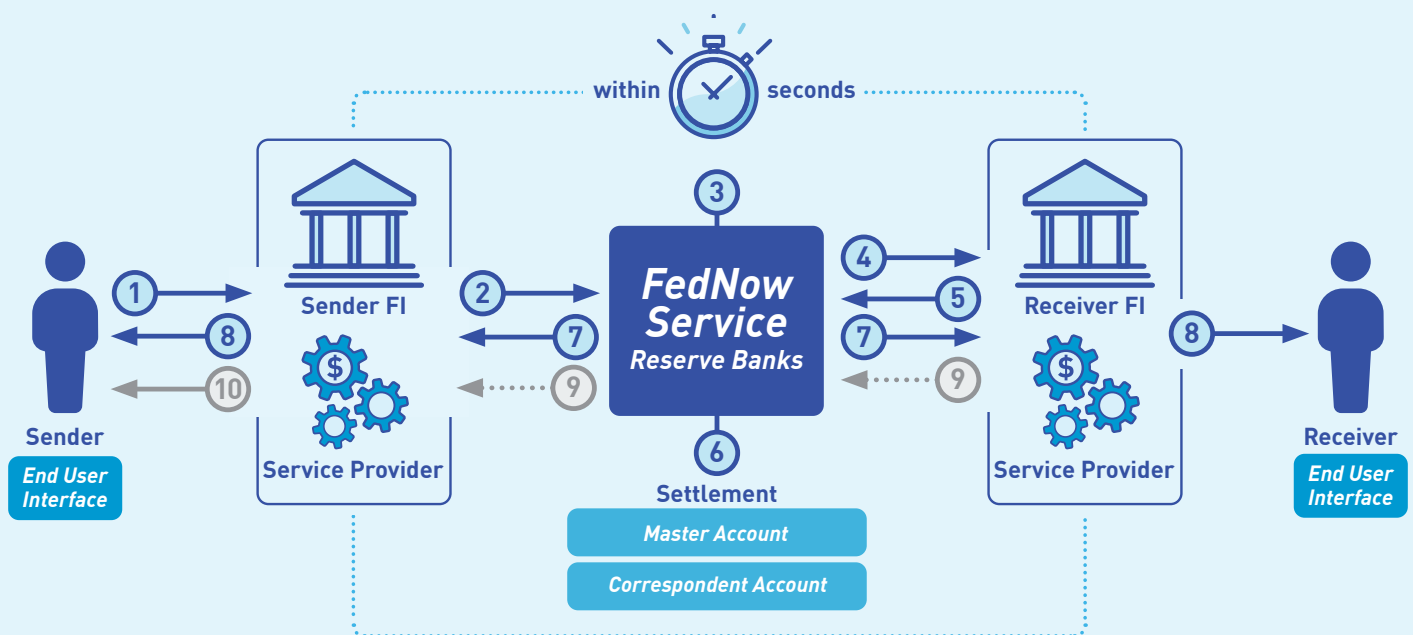 within seconds
3
4
1
2
5
FedNow
Service
Reserve Banks
Sender FI
Receiver FI
8
7
7
8
$
$
10
9
9
Sender
Receiver
End User
Interface
End User
Interface
Service Provider
6
Service Provider
Settlement
Master Account
Correspondent Account